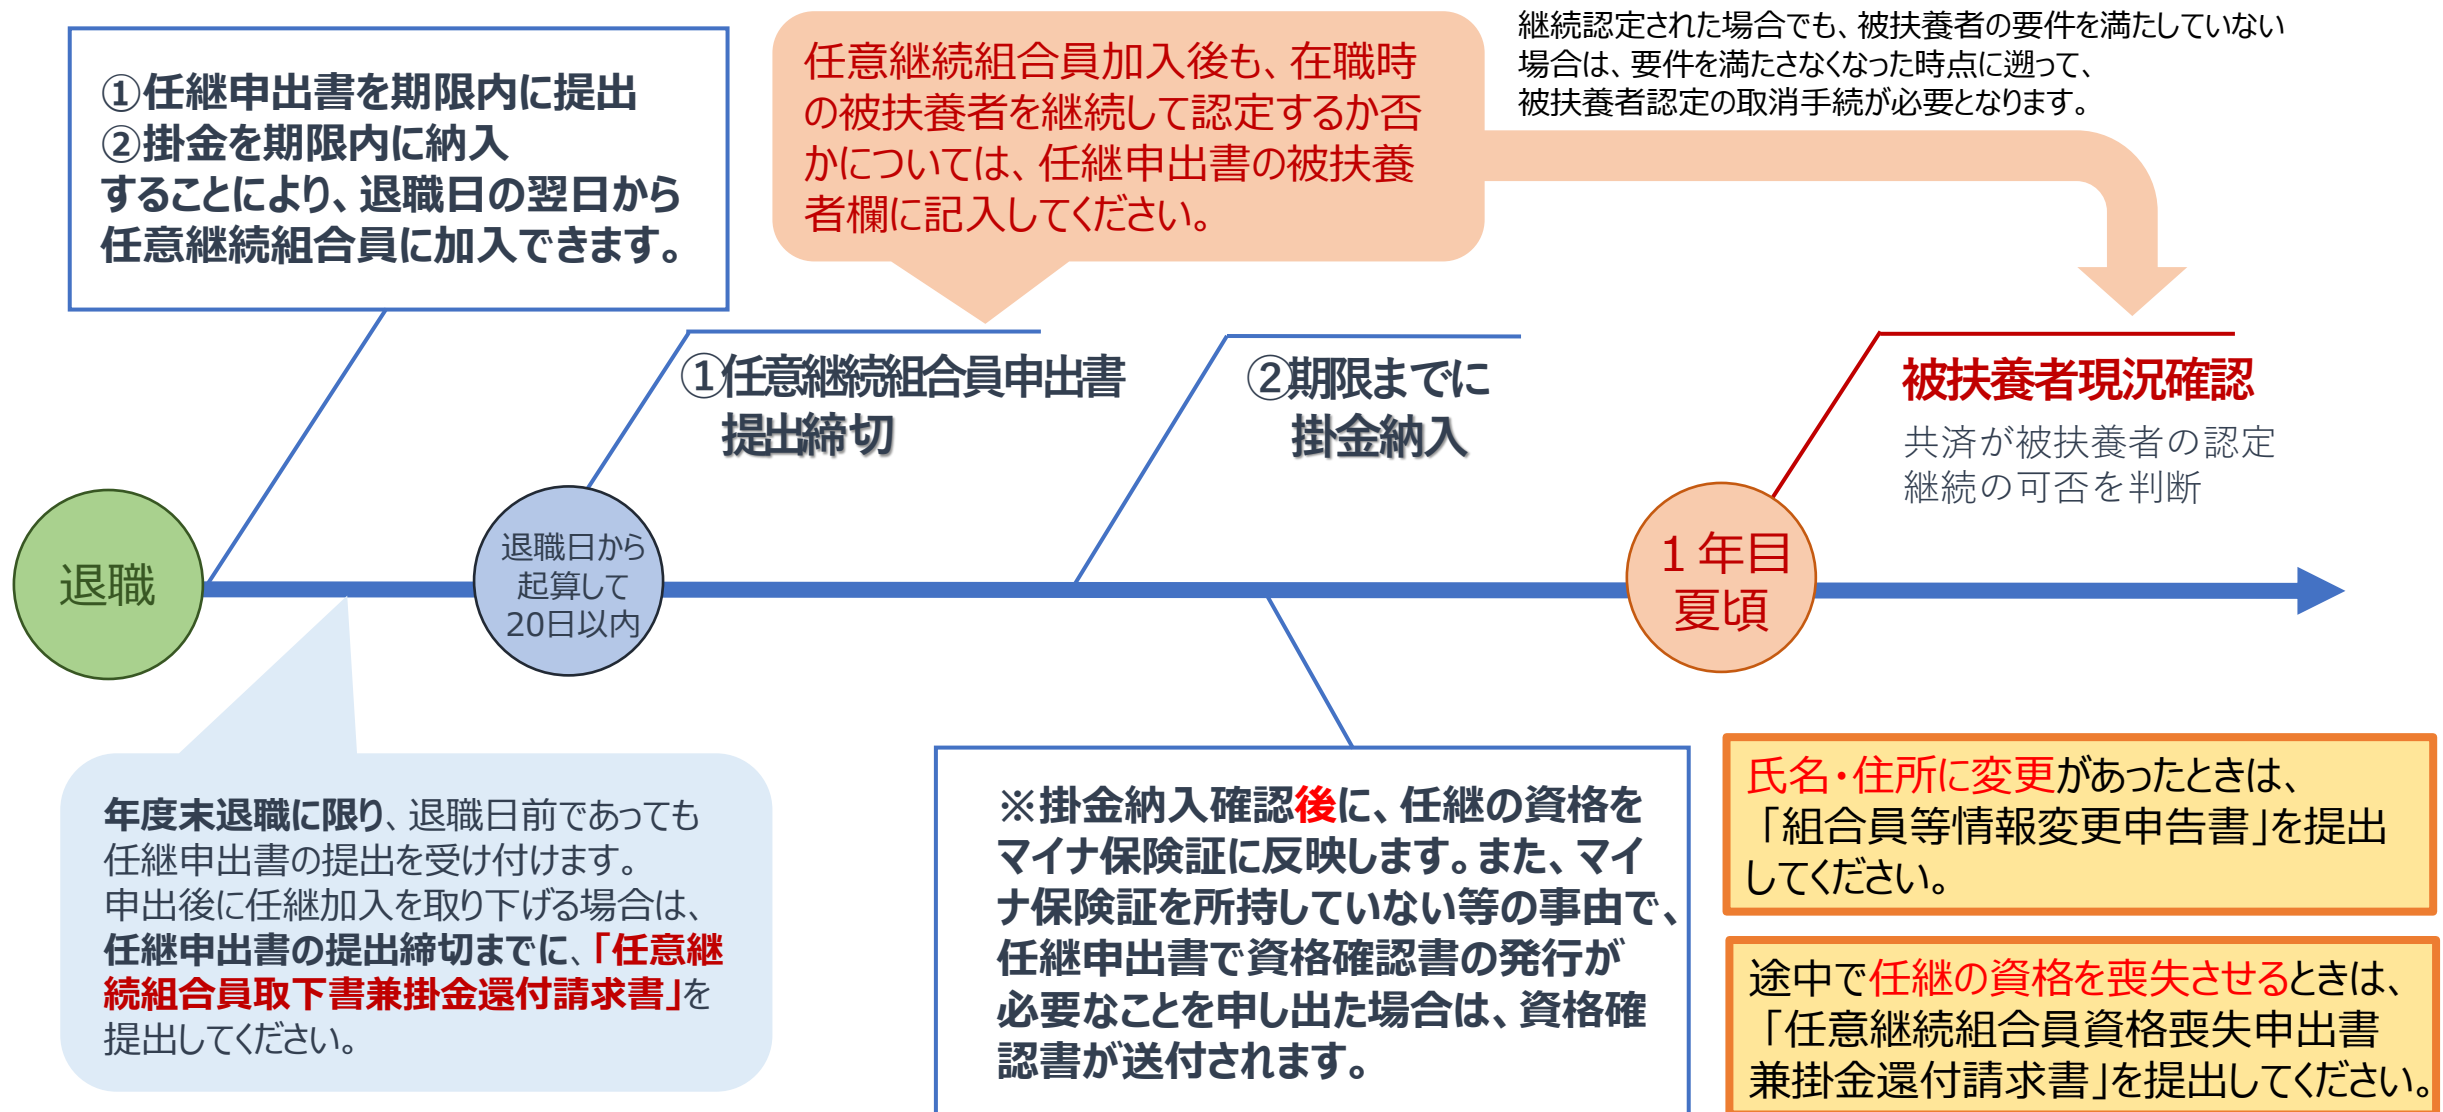 ①任継申出書を期限内に提出
②掛金を期限内に納入
することにより、退職日の翌日から
任意継続組合員に加入できます。
任意継続組合員加入後も、在職時
の被扶養者を継続して認定するか否
かについては、任継申出書の被扶養
者欄に記入してください。
継続認定された場合でも、被扶養者の要件を満たしていない
場合は、要件を満たさなくなった時点に遡って、
被扶養者認定の取消手続が必要となります。
①任意継続組合員申出書
提出締切
②期限までに
掛金納入
被扶養者現況確認
共済が被扶養者の認定
継続の可否を判断
退職
退職日から
起算して
20日以内
１年目
夏頃
年度末退職に限り、退職日前であっても
任継申出書の提出を受け付けます。
申出後に任継加入を取り下げる場合は、
任継申出書の提出締切までに、「任意継
続組合員取下書兼掛金還付請求書」を
提出してください。
※掛金納入確認後に、任継の資格を
マイナ保険証に反映します。また、マイ
ナ保険証を所持していない等の事由で、
任継申出書で資格確認書の発行が
必要なことを申し出た場合は、資格確
認書が送付されます。
氏名・住所に変更があったときは、
「組合員等情報変更申告書」を提出
してください。
途中で任継の資格を喪失させるときは、
「任意継続組合員資格喪失申出書
兼掛金還付請求書」を提出してください。